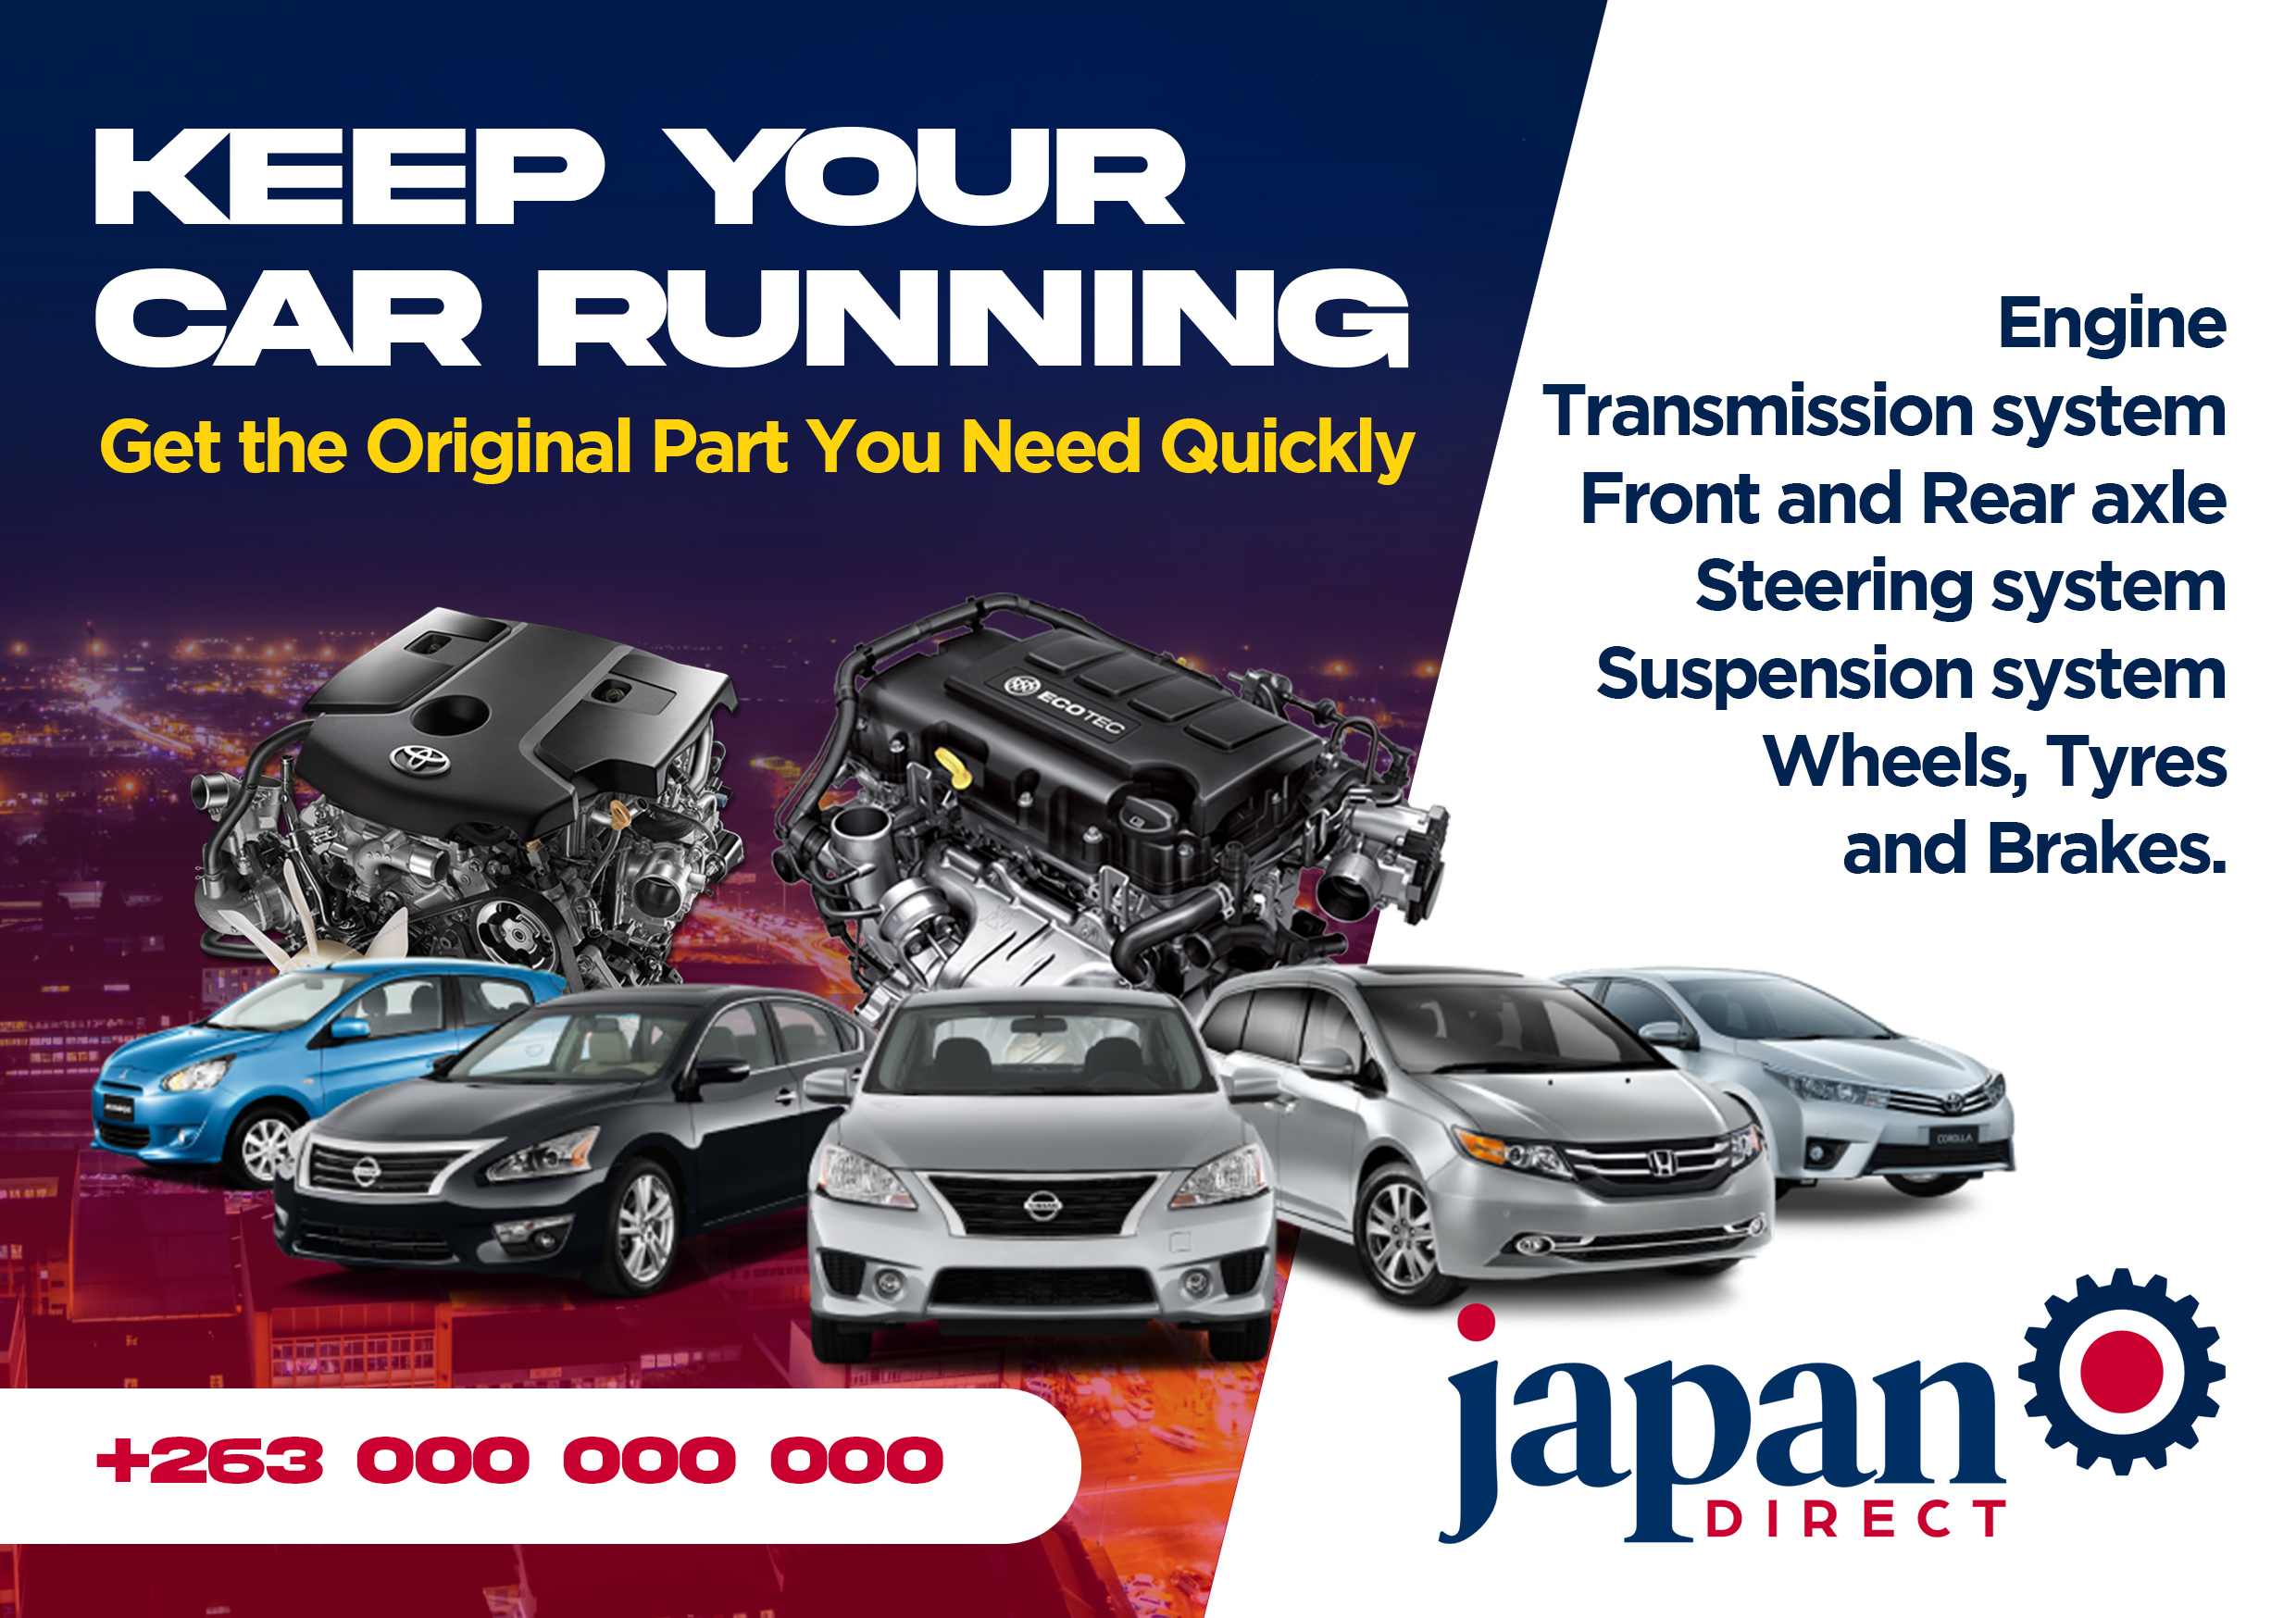 KEEP YOUR
CAR RUNNING
Get the Original Part You Need Quickly
Engine
Transmission system
Front and Rear axle
Steering system
Suspension system
Wheels, Tyres
and Brakes.
ECOTEC
COROLLA
+263 000 000 000
japan
DIRECT